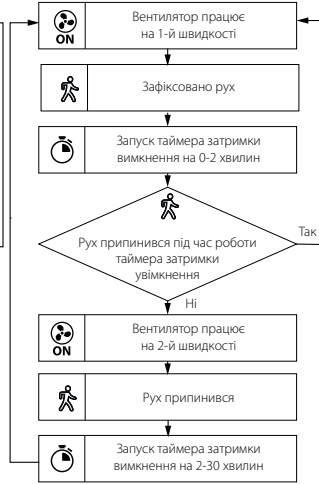 ON
Вентилятор працює
на 1-й швидкості
Зафіксовано рух
Запуск таймера затримки
вимкнення на 0-2 хвилин
Рух припинився під час роботи
таймера затримки
увімкнення
Так
Ні
ON
Вентилятор працює
на 2-й швидкості
Рух припинився
Запуск таймера затримки
вимкнення на 2-30 хвилин